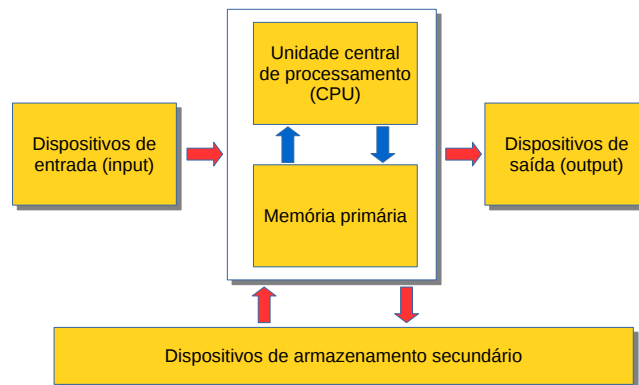 Unidade central
de processamento
(CPU)
Dispositivos de
entrada (input)
Dispositivos de
saída (output)
Memória primária
Dispositivos de armazenamento secundário